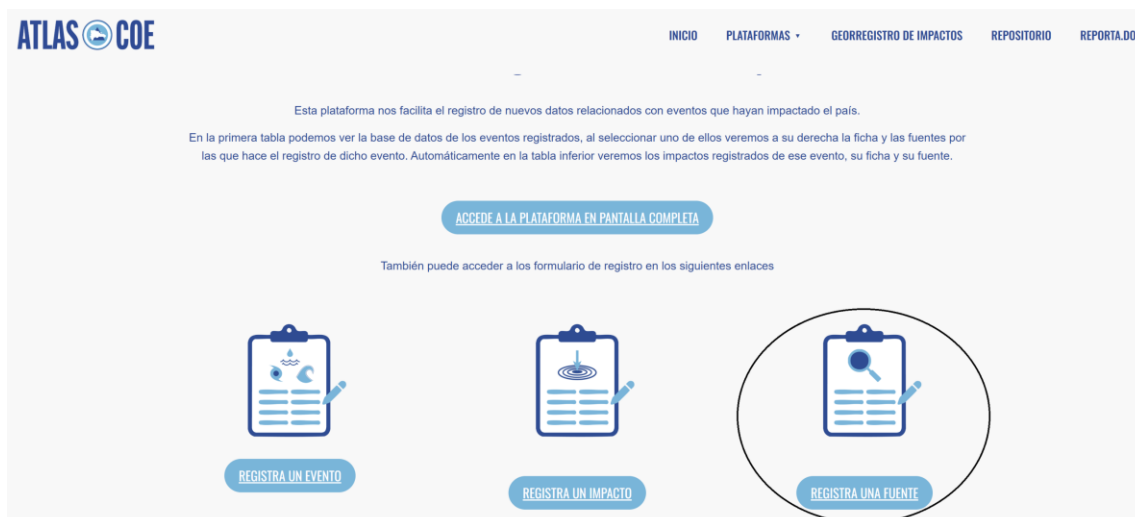 ATLAS COE
INICIO PLATAFORMAS GEORREGISTRO DE IMPACTOS REPOSITORIO REPORTA.DO
Esta plataforma nos facilita el registro de nuevos datos relacionados con eventos que hayan impactado el país.
En la primera tabla podemos ver la base de datos de los eventos registrados, al seleccionar uno de ellos veremos a su derecha la ficha y las fuentes por
las que hace el registro de dicho evento. Automáticamente en la tabla inferior veremos los impactos registrados de ese evento, su ficha y su fuente.
ACCEDE A LA PLATAFORMA EN PANTALLA COMPLETA
También puede acceder a los formulario de registro en los siguientes enlaces
REGISTRA UN EVENTO
REGISTRA UN IMPACTO
REGISTRA UNA FUENTE